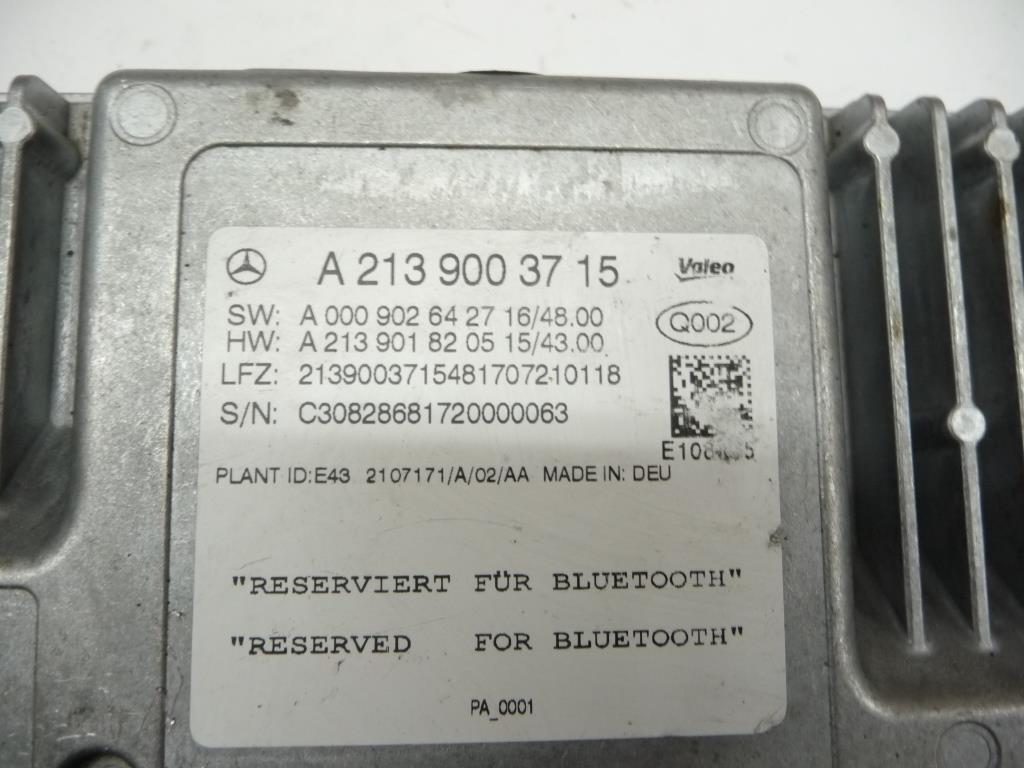 A 213 900 37 15 Valeo
SW: A 000 902 64 27 16/48.00
HW: A 213 901 82 05 15/43.00
Q002
LFZ: 2139003715481707210118
S/N: C30828681720000063
PLANT ID:E43 2107171/A/02/AA MADE IN: DEU
"RESERVIERT FÜR BLUETOOTH"
"RESERVED FOR BLUETOOTH"
PA_0001